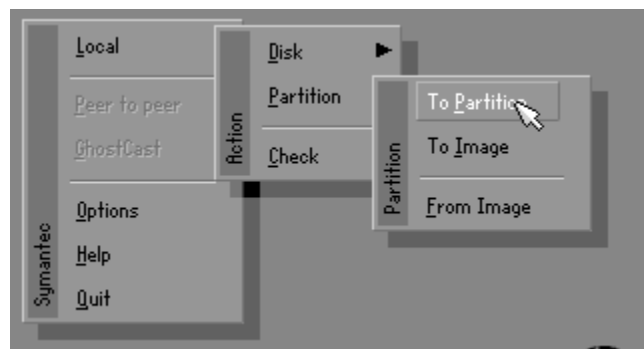 Symantec
Local
Peer to peer
GhostCast
Options
Help
Quit
Action
Disk
Partition
Check
Partition
To Partition
To Image
From Image